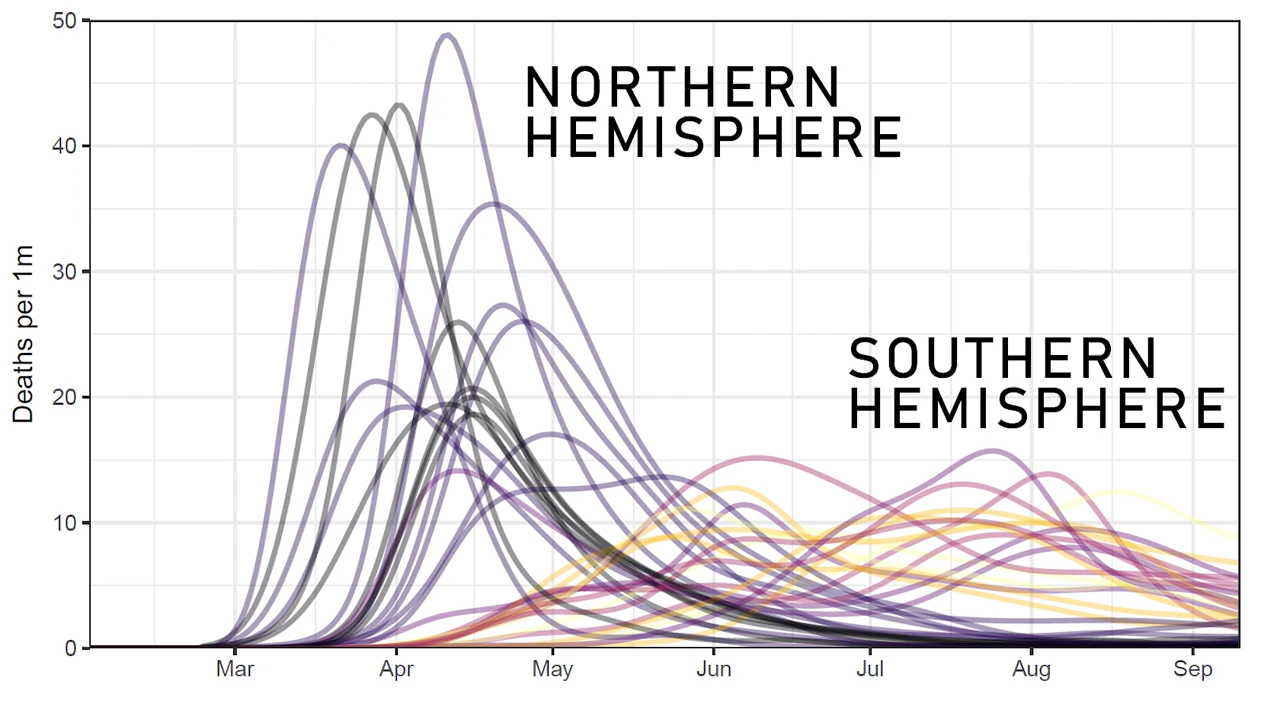 50
NORTHERN
HEMISPHERE
40
30
SOUTHERN
HEMISPHERE
20
10
0
Deaths per 1m
Mar Apr May Jun Jul Aug Sep